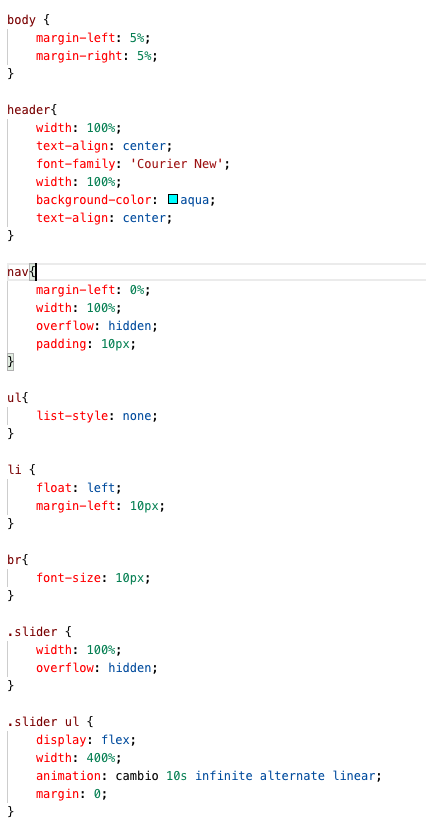 body {
    margin-left: 5%;
    margin-right: 5%;
}

header{
    width: 100%;
    text-align: center;
    font-family: 'Courier New';
    width: 100%;
    background-color: aqua;
    text-align: center;
}

nav{
    margin-left: 0%;
    width: 100%;
    overflow: hidden;
    padding: 10px;
}

ul{
    list-style: none;
}

li {
    float: left;
    margin-left: 10px;
}

br{
    font-size: 10px;
}

.slider {
    width: 100%;
    overflow: hidden;
}

.slider ul {
    display: flex;
    width: 400%;
    animation: cambio 10s infinite alternate linear;
    margin: 0;
}